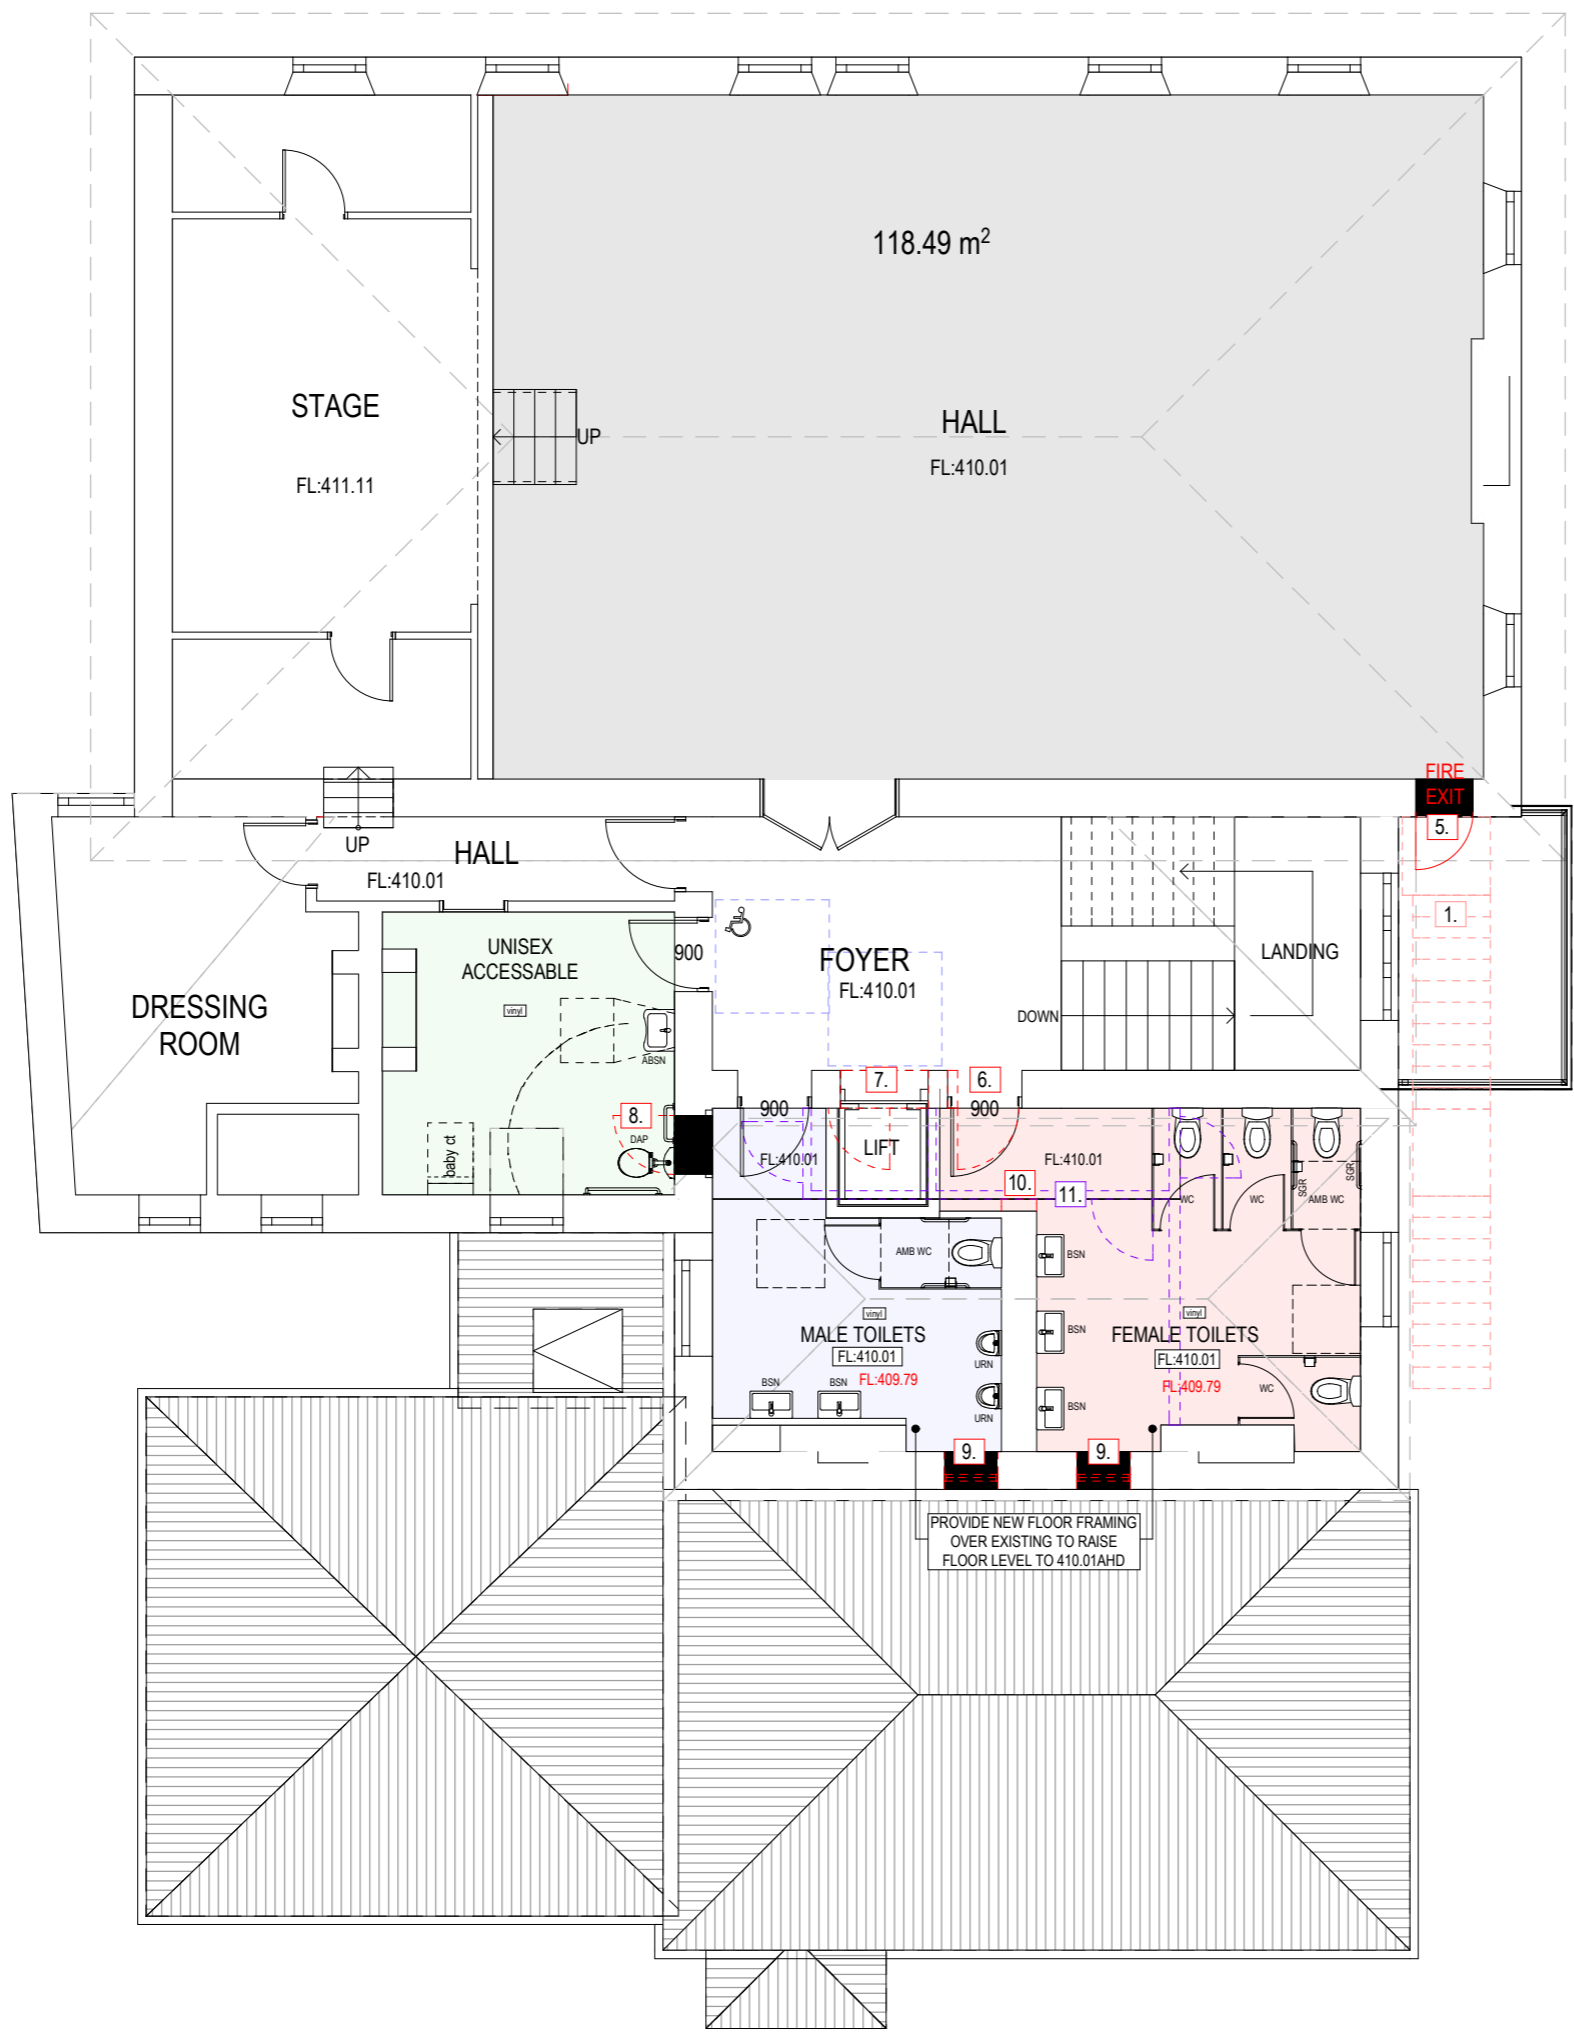 118.49 m²
STAGE
FL:411.11
UP
HALL
FL:410.01
FIRE
EXIT
5.
1.
UP
HALL
FL:410.01
UNISEX
ACCESSABLE
vinyl
900
FOYER
FL:410.01
LANDING
DOWN
DRESSING
ROOM
ABSN
8.
DAP
baby ct
7.
6.
900
900
LIFT
FL:410.01
FL:410.01
10.
11.
WC
WC
SGR
SGR
AMB WC
AMB WC
BSN
vinyl
MALE TOILETS
FL:410.01
FL:409.79
URN
URN
BSN
BSN
BSN
vinyl
FEMALE TOILETS
FL:410.01
FL:409.79
BSN
WC
9.
9.
PROVIDE NEW FLOOR FRAMING
OVER EXISTING TO RAISE
FLOOR LEVEL TO 410.01AHD